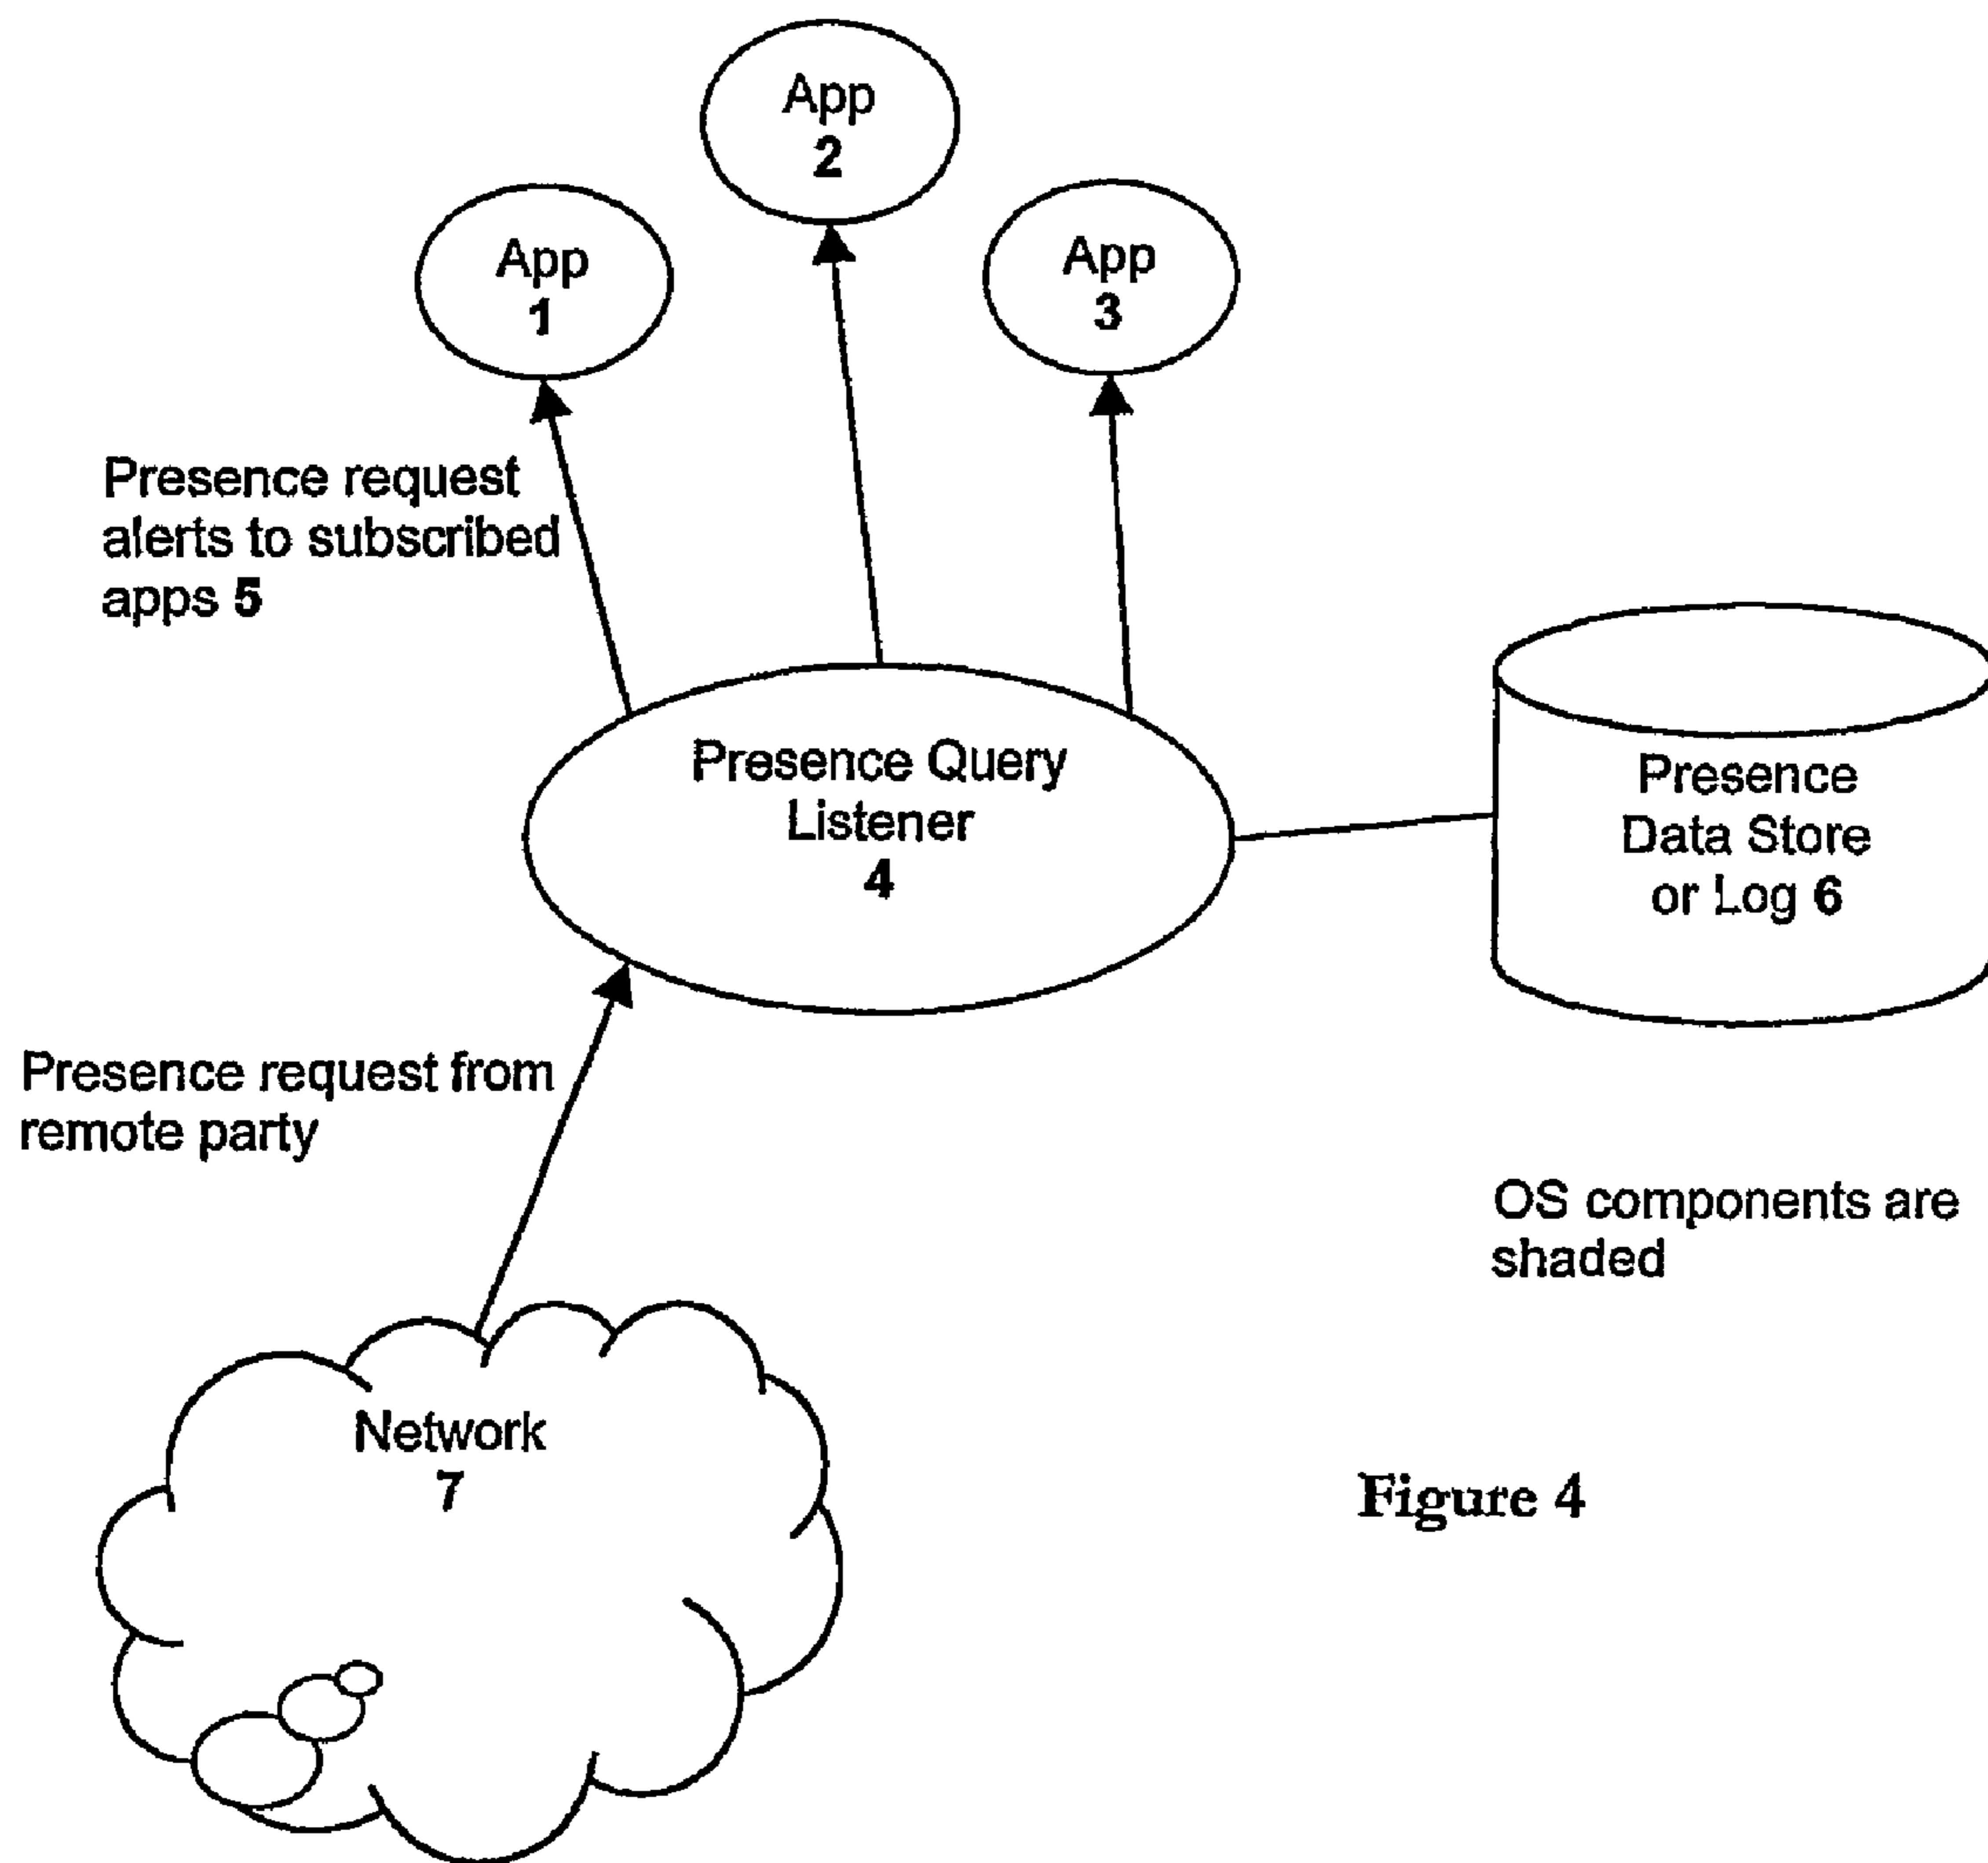 App
2
App
1
App
3
Presence request
alerts to subscribed
apps 5
Presence Query
Listener
4
Presence
Data Store
or Log 6
Presence request from
remote party
OS components are
shaded
Network
7
Figure 4